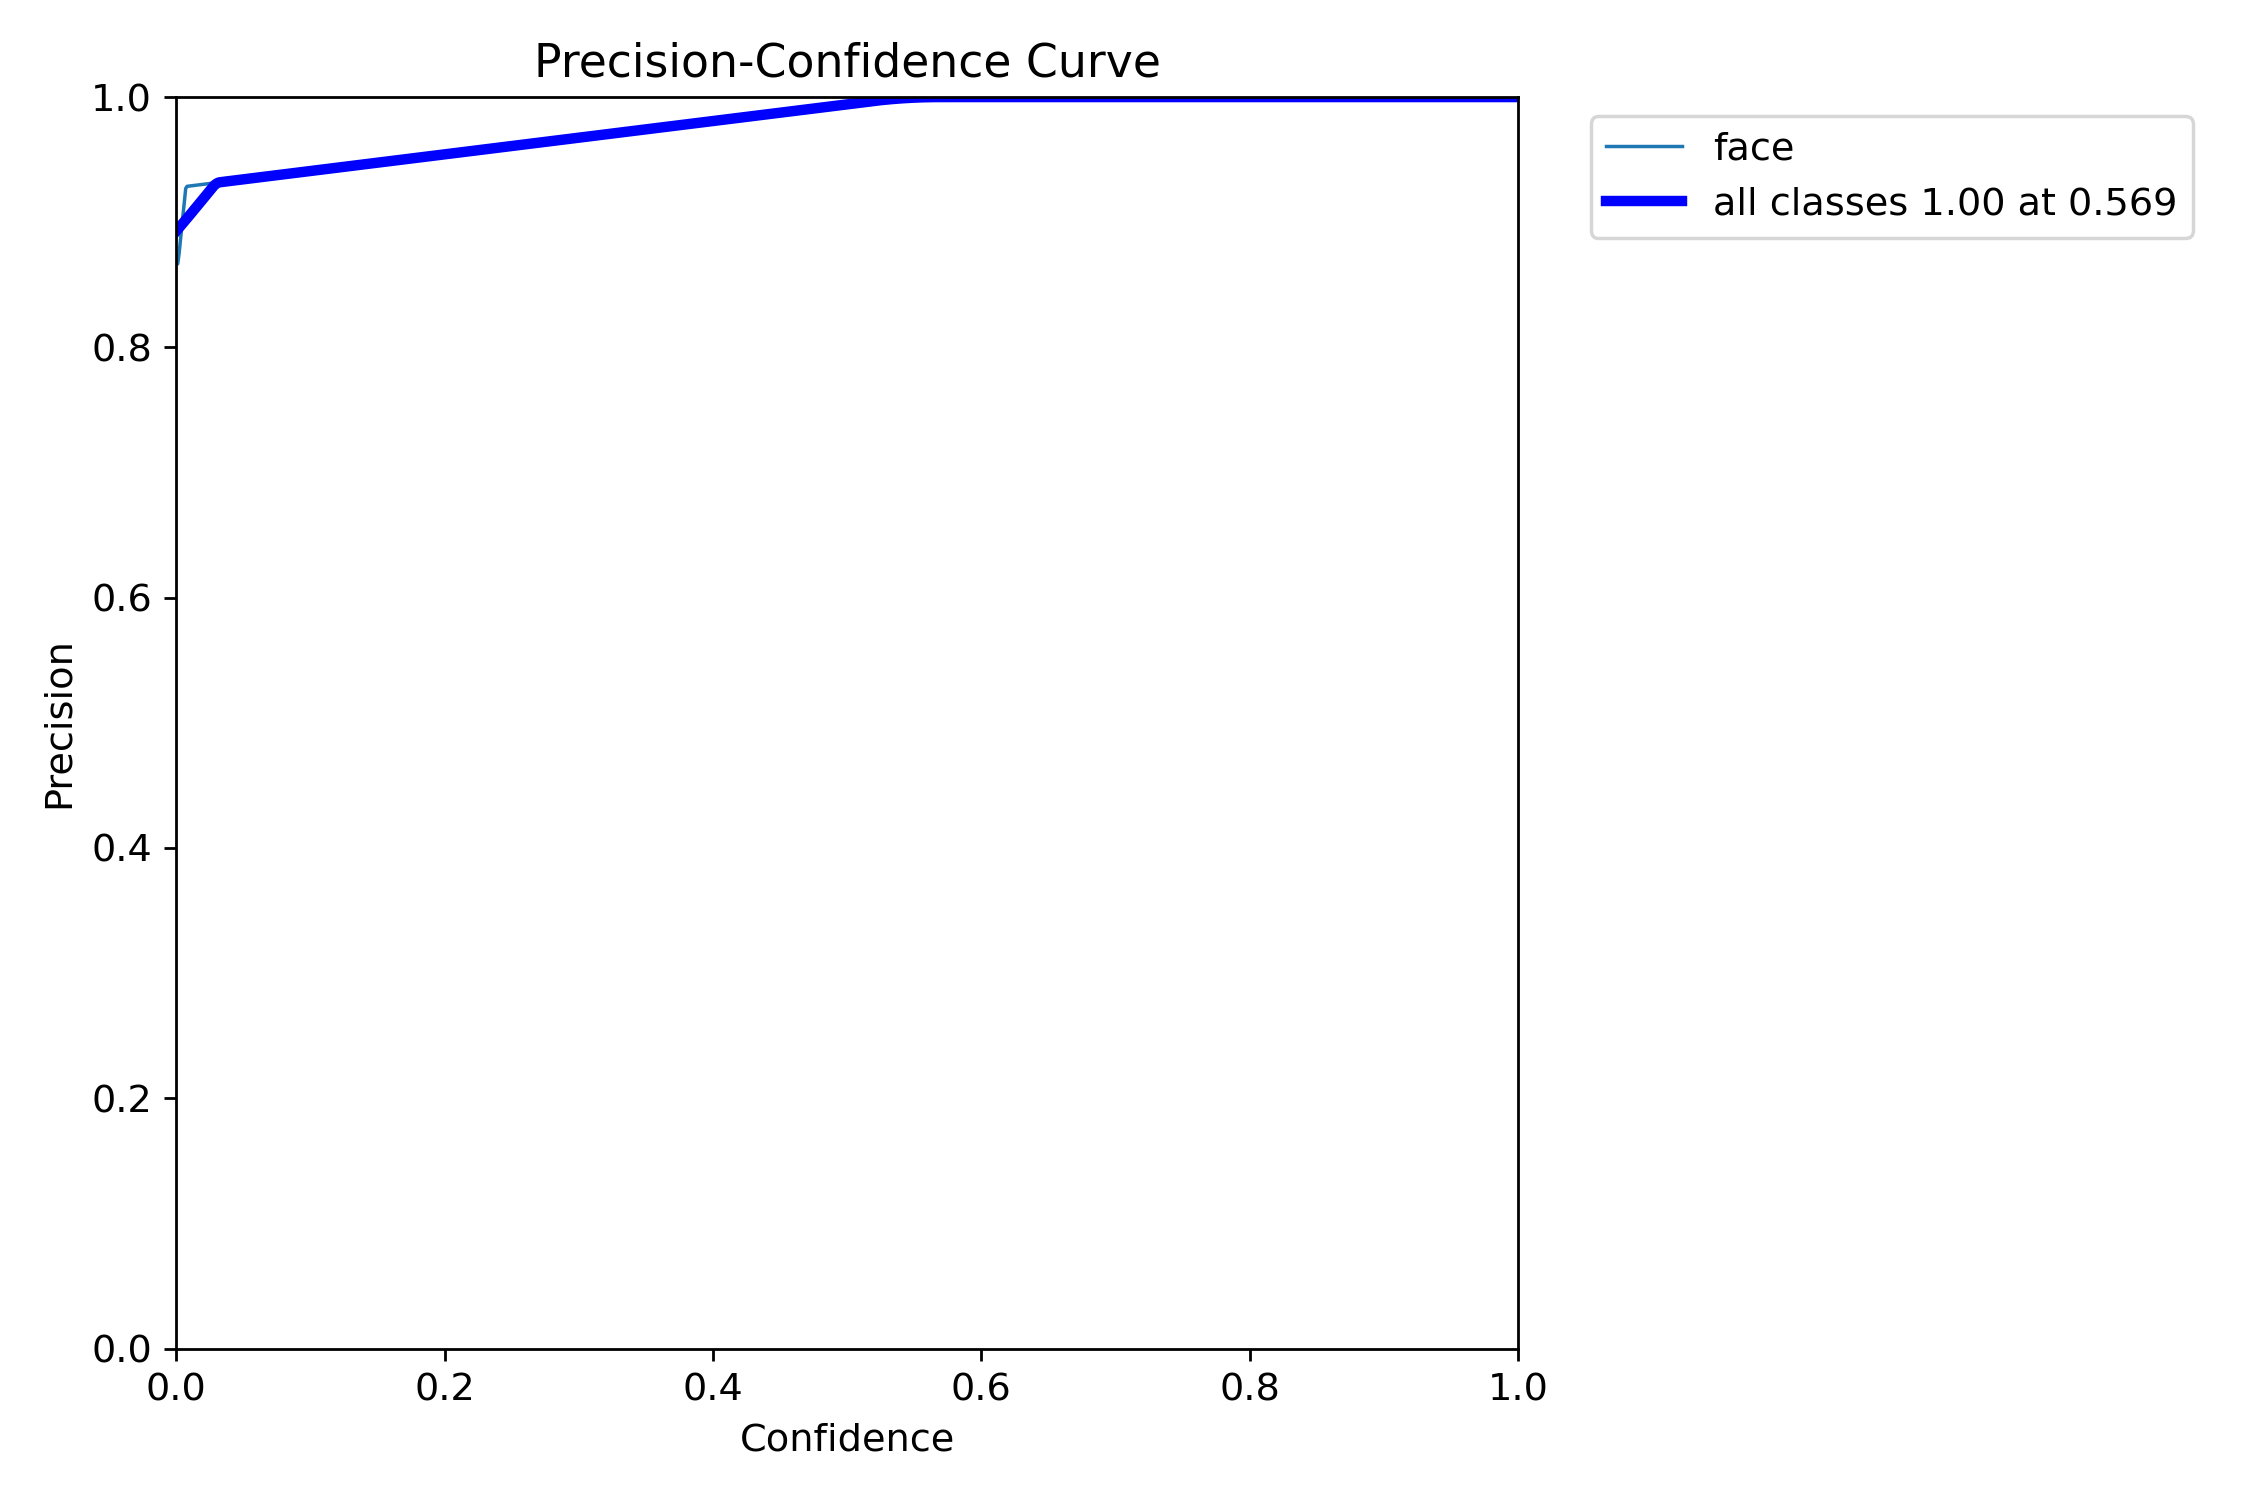 Precision-Confidence Curve
1.0
0.8
0.6
0.4
0.2
0.0
Precision
0.0 0.2 0.4 0.6 0.8 1.0
Confidence
face
all classes 1.00 at 0.569